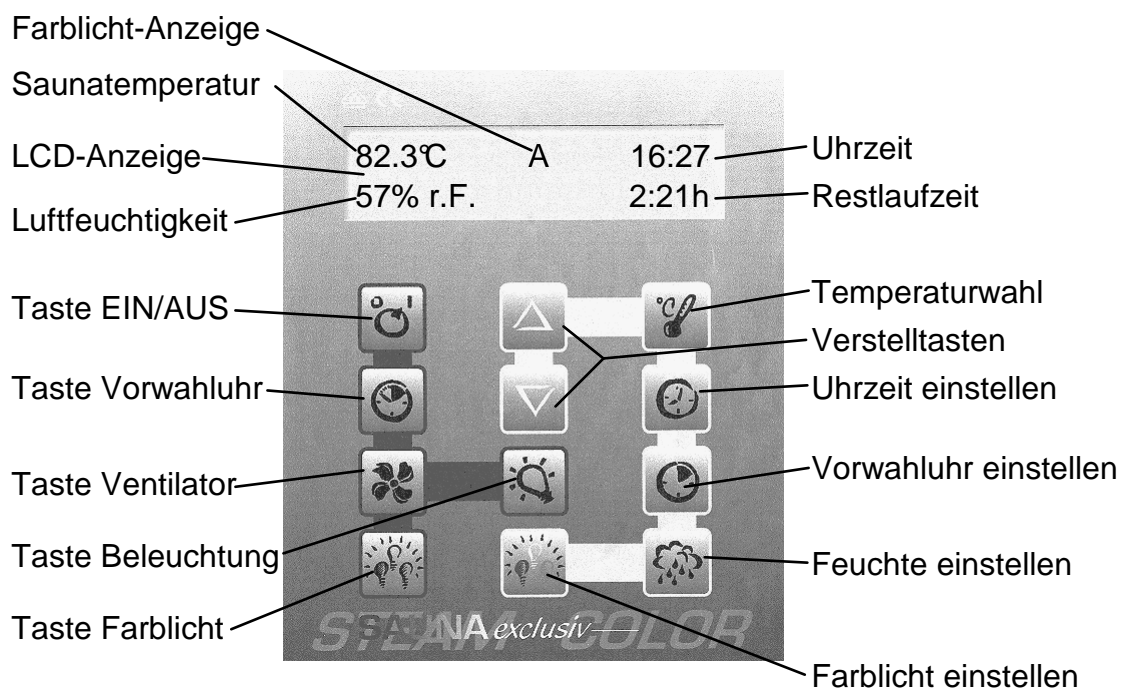 Farblicht-Anzeige
Saunatemperatur
LCD-Anzeige
Luftfeuchtigkeit
82.3°C A 16:27
57% r.F. 2:21h
Uhrzeit
Restlaufzeit
Taste EIN/AUS
Taste Vorwahluhr
Taste Ventilator
Taste Beleuchtung
Taste Farblicht
°C
Temperaturwahl
Verstelltasten
Uhrzeit einstellen
Vorwahluhr einstellen
Feuchte einstellen
Farblicht einstellen
STEAM COLOR
SAUNA exclusiv